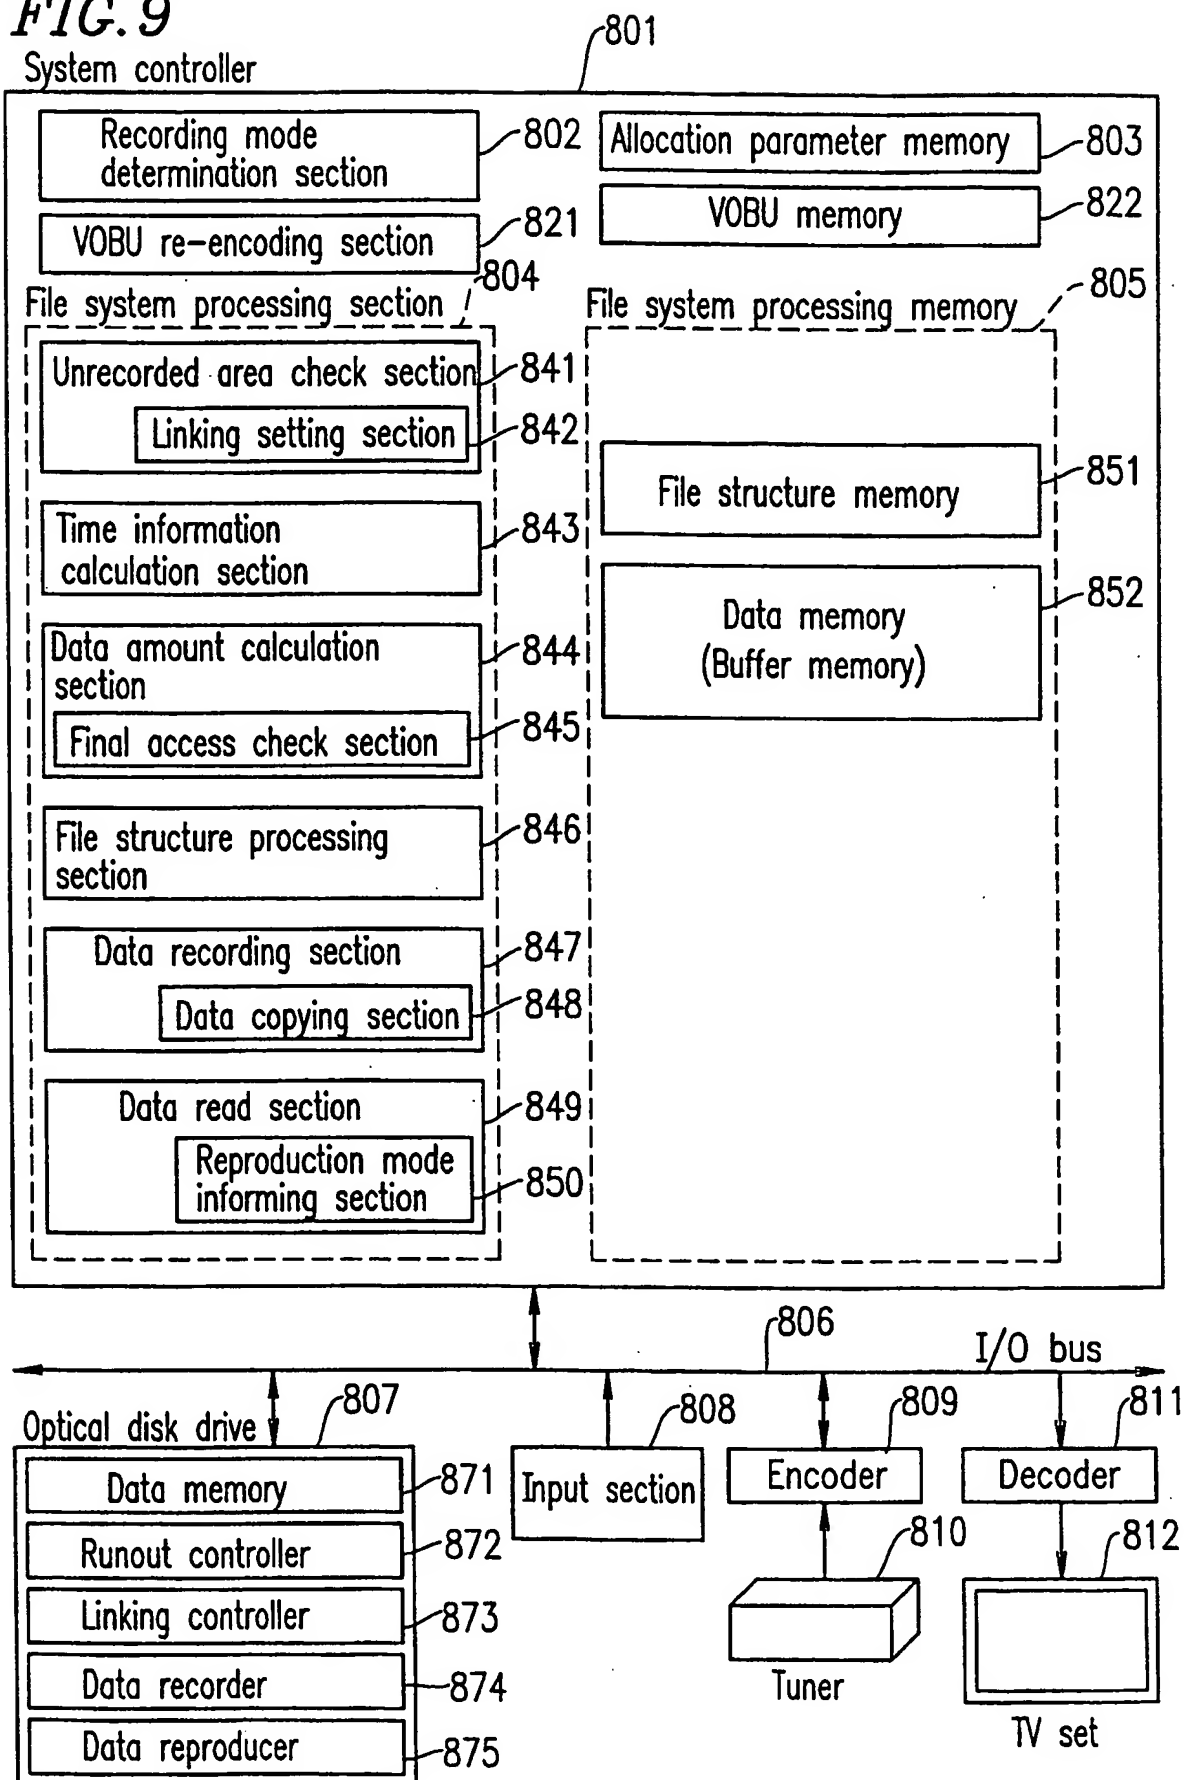 FIG. 9
801
System controller
Recording mode
determination section
802
Allocation parameter memory
803
VOBU re-encoding section
821
VOBU memory
822
804
File system processing section
File system processing memory
805
Unrecorded area check section
841
Linking setting section
842
File structure memory
851
Time information
calculation section
843
Data memory
(Buffer memory)
852
Data amount calculation
section
844
Final access check section
845
File structure processing
section
846
Data recording section
847
Data copying section
848
Data read section
849
Reproduction mode
informing section
850
806
I/O bus
Optical disk drive
807
808
809
811
Data memory
871
Input section
Encoder
Decoder
Runout controller
872
810
812
Linking controller
873
Data recorder
874
Tuner
TV set
Data reproducer
875